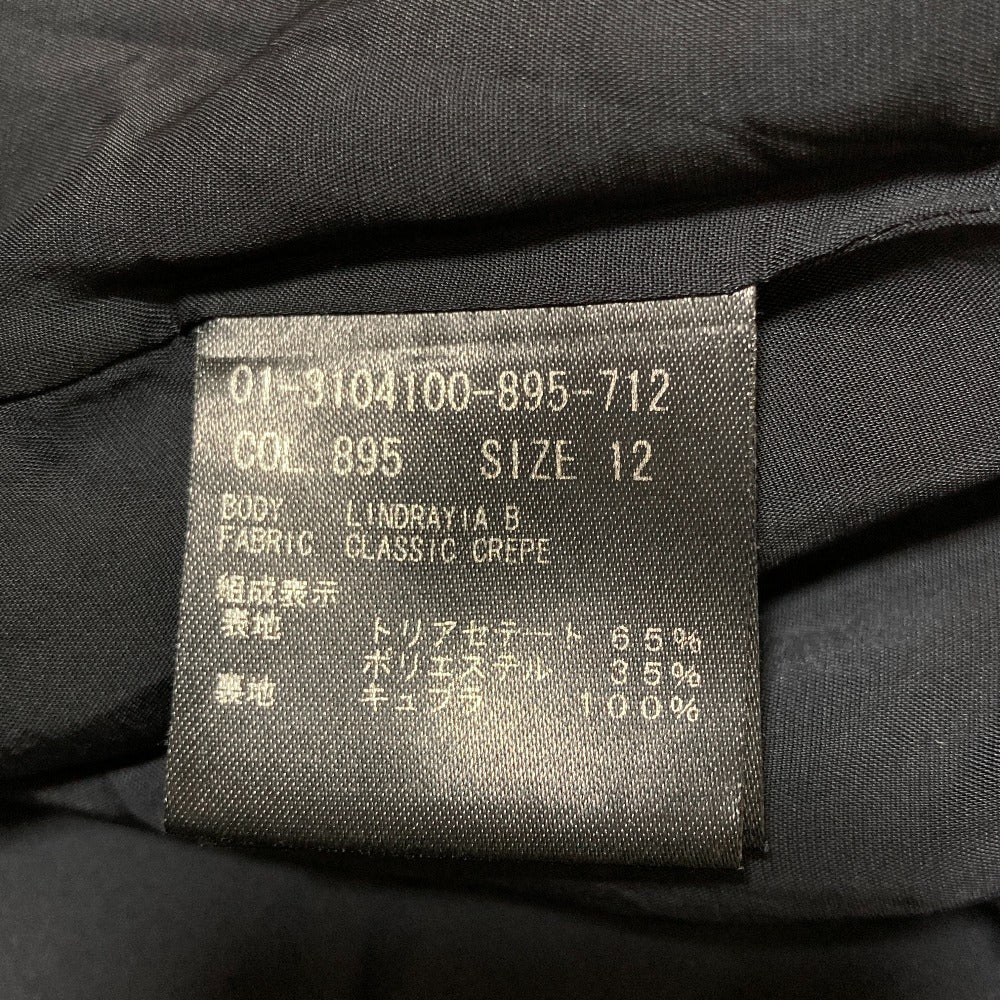 01-3104100-895-712
COL 895 SIZE 12
BODY LINDRAYIA B
FABRIC CLASSIC CREPE
組成表示
表地 トリアセテート 65%
ポリエステル 35%
裏地 キュプラ 100%